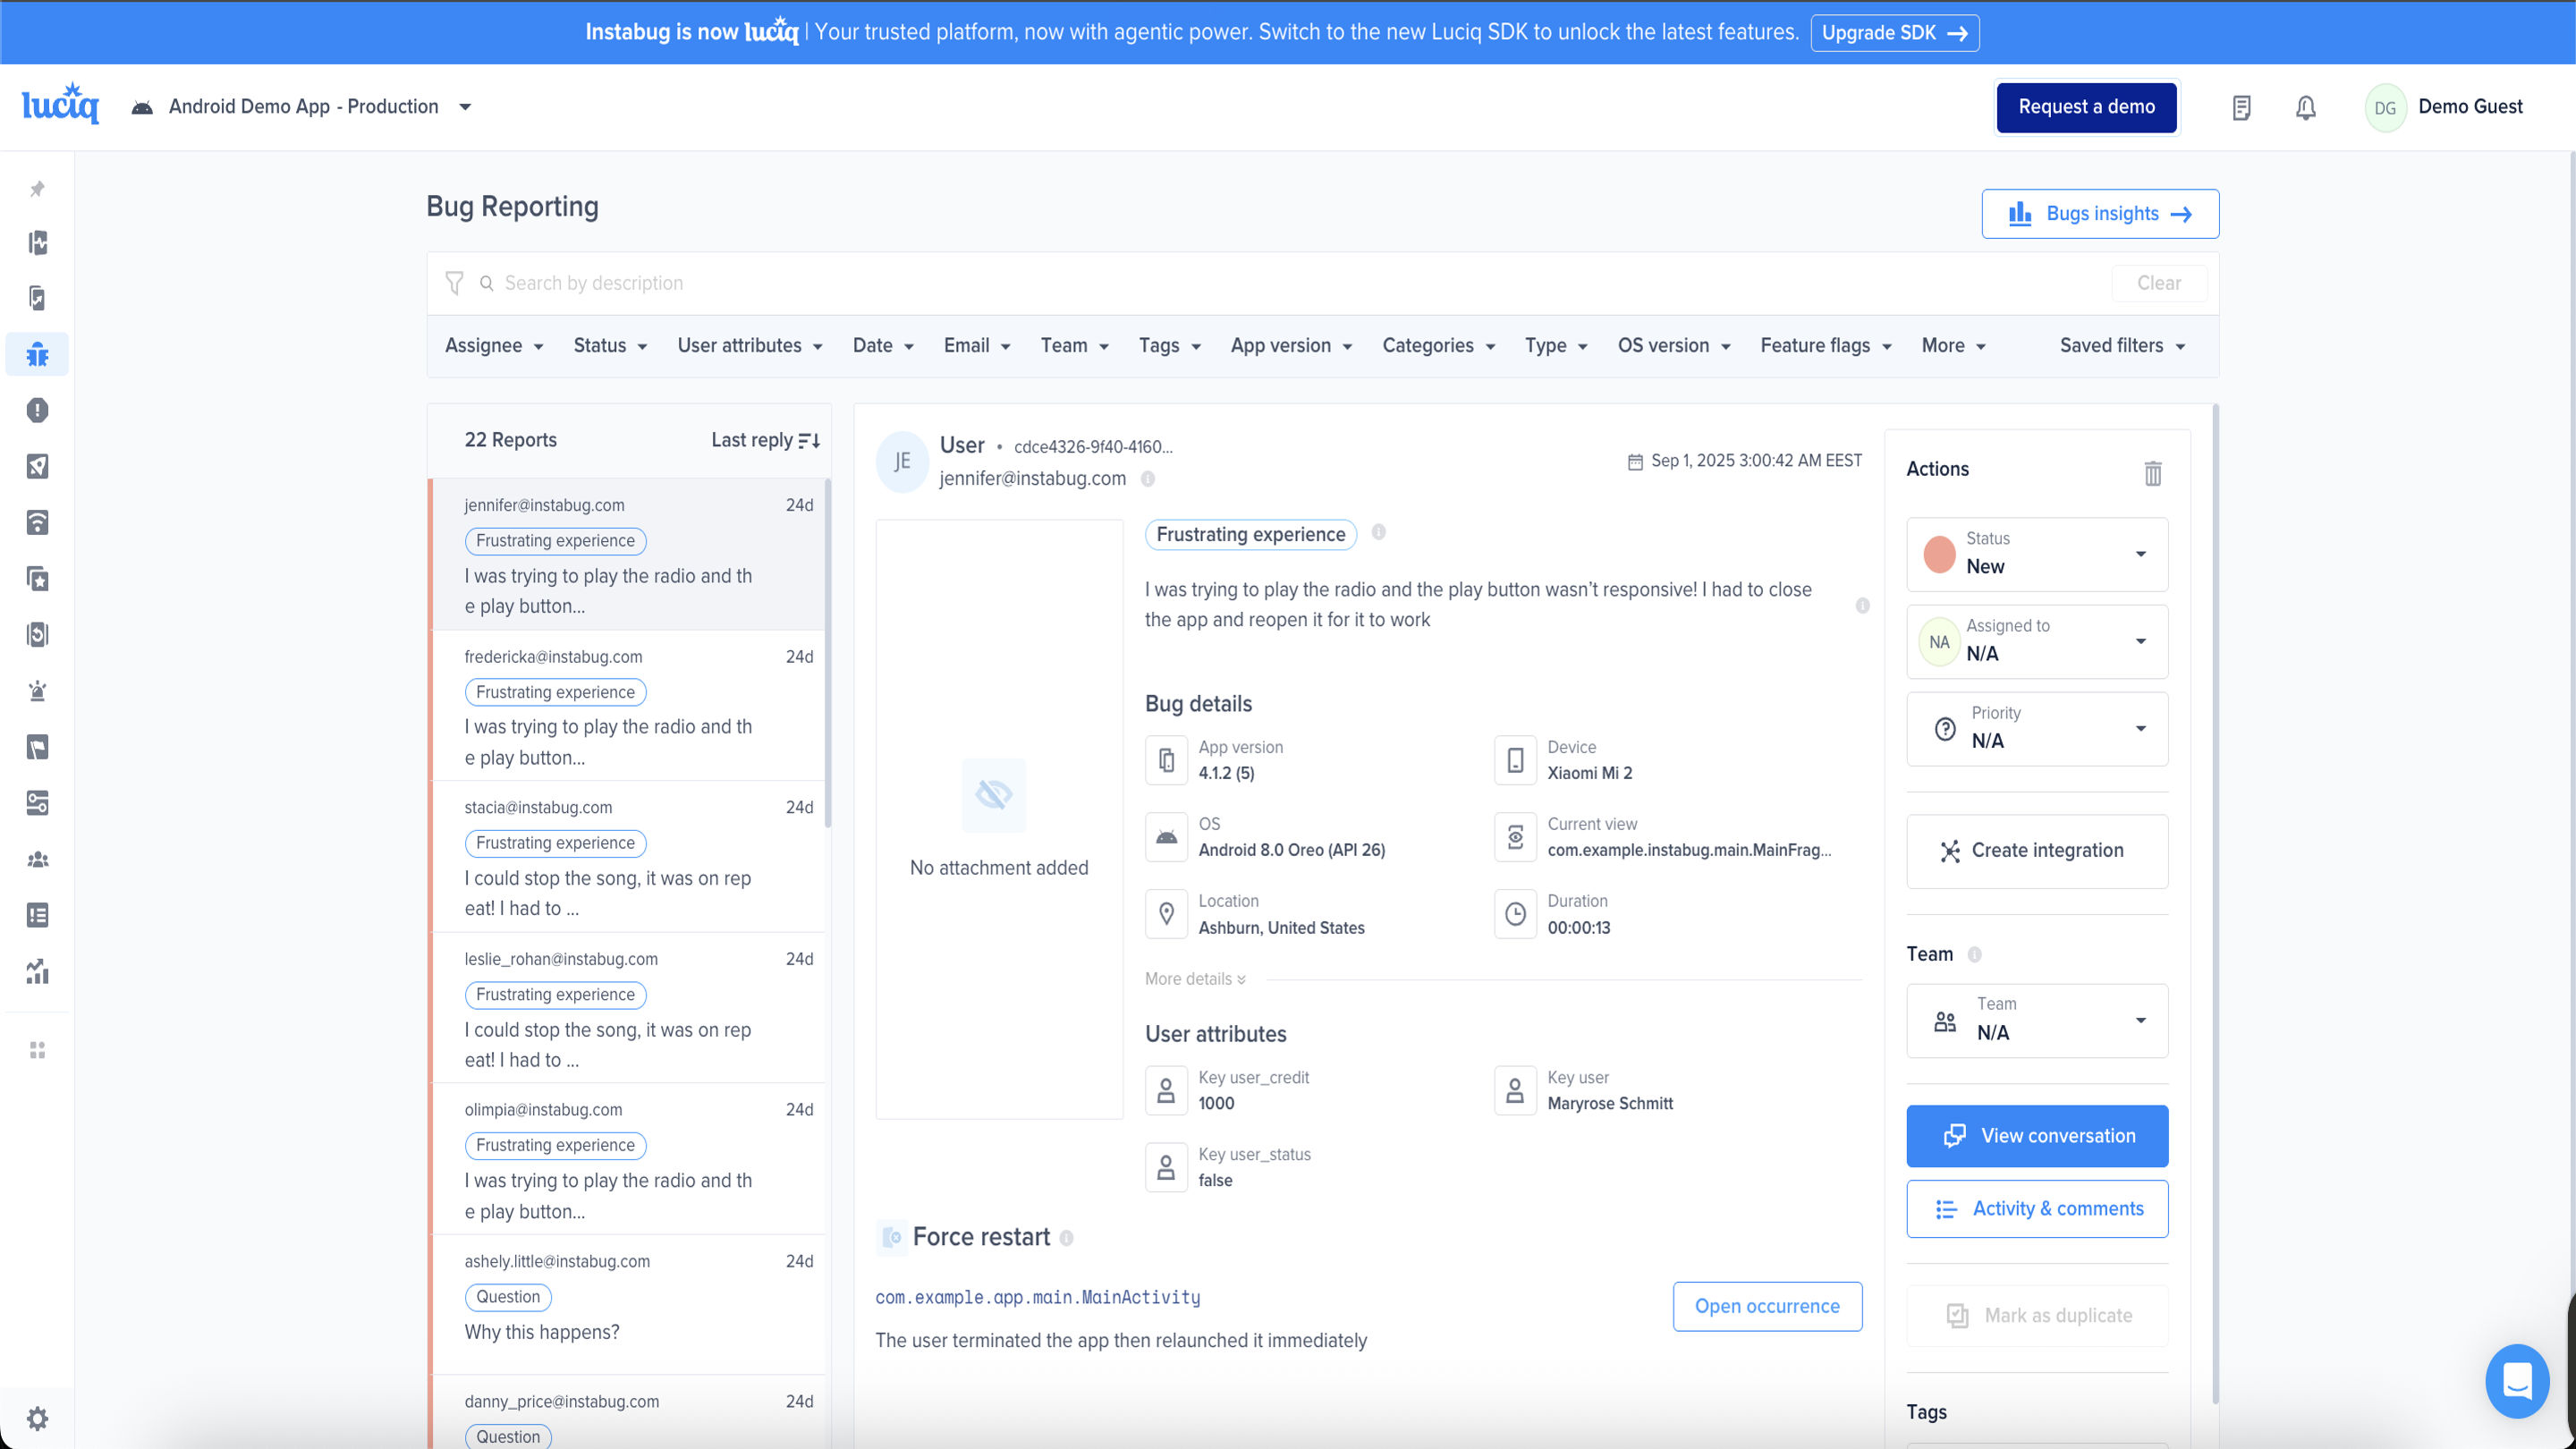 Instabug is now luciq | Your trusted platform, now with agentic power. Switch to the new Luciq SDK to unlock the latest features. Upgrade SDK →
luciq Android Demo App - Production
Request a demo
DG Demo Guest
Bug Reporting
Bugs insights →
Search by description
Clear
Assignee Status User attributes Date Email Team Tags App version Categories Type OS version Feature flags More Saved filters
22 Reports
Last reply
jennifer@instabug.com 24d
Frustrating experience
I was trying to play the radio and th
e play button...
fredericka@instabug.com 24d
Frustrating experience
I was trying to play the radio and th
e play button...
stacia@instabug.com 24d
Frustrating experience
I could stop the song, it was on rep
eat! I had to ...
leslie_rohan@instabug.com 24d
Frustrating experience
I could stop the song, it was on rep
eat! I had to ...
olimpia@instabug.com 24d
Frustrating experience
I was trying to play the radio and th
e play button...
ashely.little@instabug.com 24d
Question
Why this happens?
danny_price@instabug.com 24d
Question
JE
User • cdce4326-9f40-4160...
jennifer@instabug.com
Sep 1, 2025 3:00:42 AM EEST
No attachment added
Frustrating experience
I was trying to play the radio and the play button wasn't responsive! I had to close
the app and reopen it for it to work
Bug details
App version
4.1.2 (5)
Device
Xiaomi Mi 2
OS
Android 8.0 Oreo (API 26)
Current view
com.example.instabug.main.MainFrag...
Location
Ashburn, United States
Duration
00:00:13
More details
User attributes
Key user_credit
1000
Key user
Maryrose Schmitt
Key user_status
false
Force restart
com.example.app.main.MainActivity
The user terminated the app then relaunched it immediately
Open occurrence
Actions
Status
New
NA
Assigned to
N/A
Priority
N/A
Create integration
Team
Team
N/A
View conversation
Activity & comments
Mark as duplicate
Tags